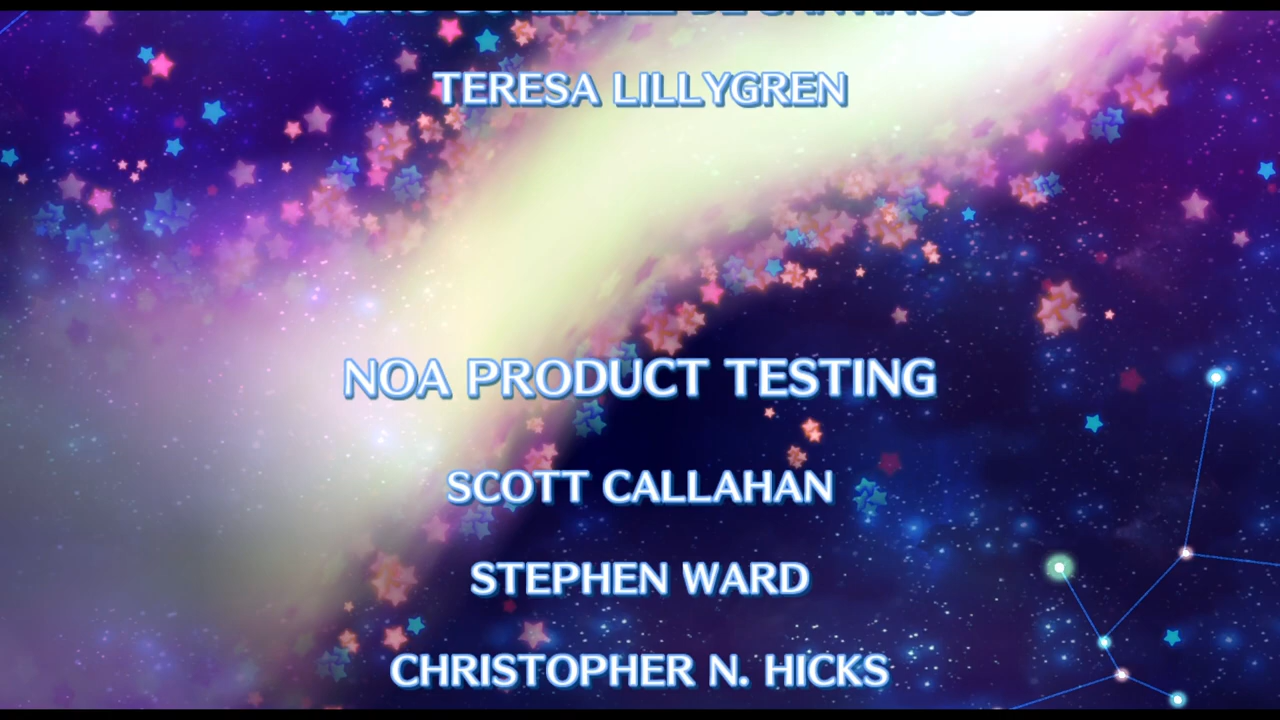 TERESA LILLYGREN
NOA PRODUCT TESTING
SCOTT CALLAHAN
STEPHEN WARD
CHRISTOPHER N. HICKS